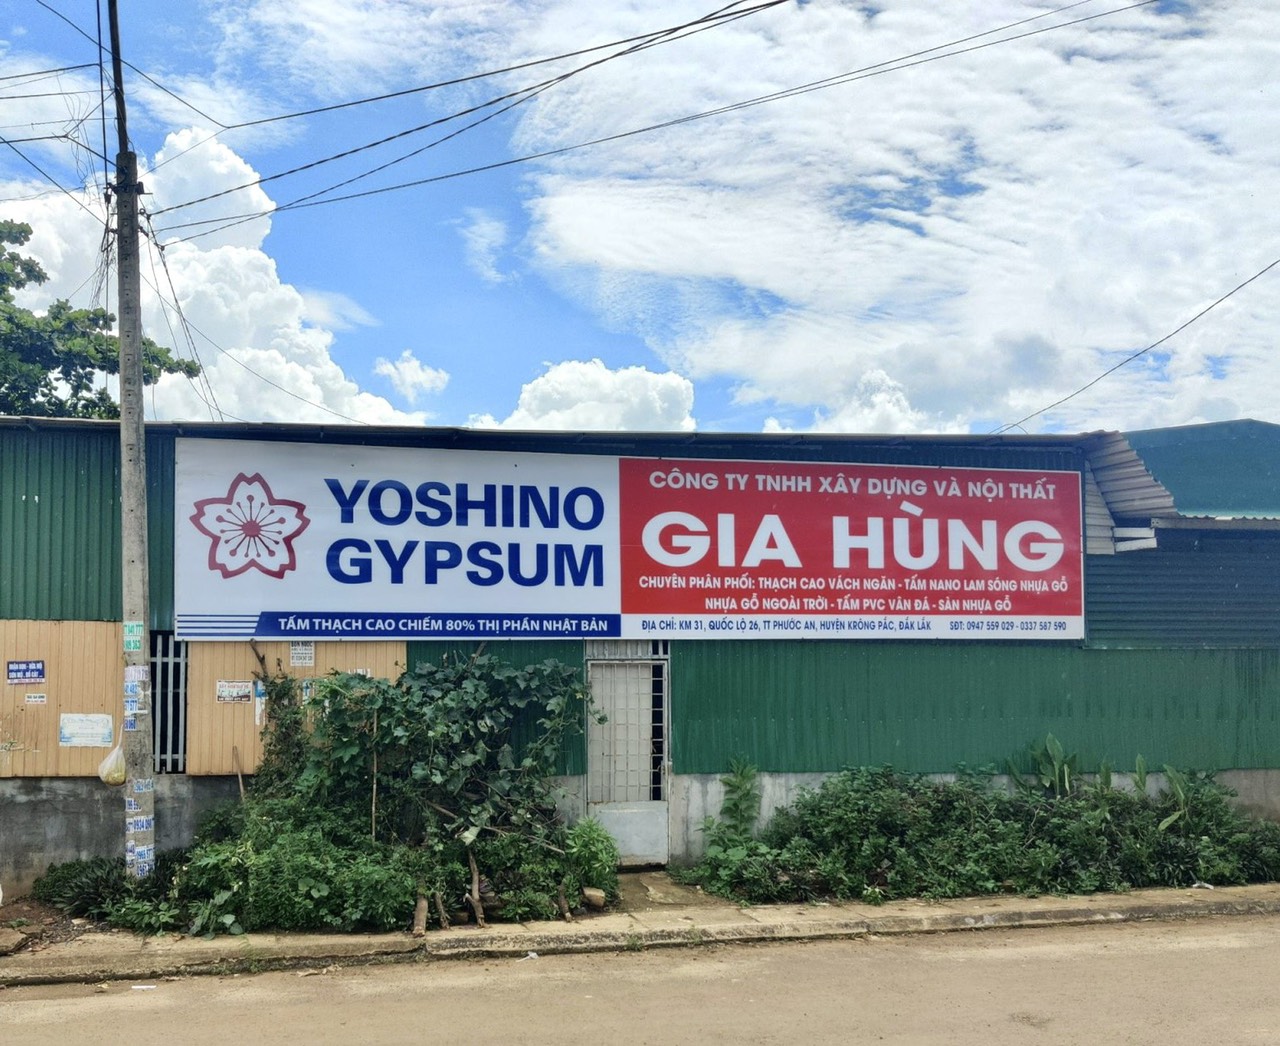 YOSHINO
GYPSUM
TẤM THẠCH CAO CHIẾM 80% THỊ PHẦN NHẬT BẢN
CÔNG TY TNHH XÂY DỰNG VÀ NỘI THẤT
GIA HÙNG
CHUYÊN PHÂN PHỐI: THẠCH CAO VÁCH NGĂN - TẤM NANO LAM SÓNG NHỰA GỖ
NHỰA GỖ NGOÀI TRỜI - TẤM PVC VÂN ĐÁ - SÀN NHỰA GỖ
ĐỊA CHỈ: KM 31, QUỐC LỘ 26, TT PHƯỚC AN, HUYỆN KRÔNG PẮC, ĐẮK LẮK SĐT: 0947 559 029 - 0337 587 590